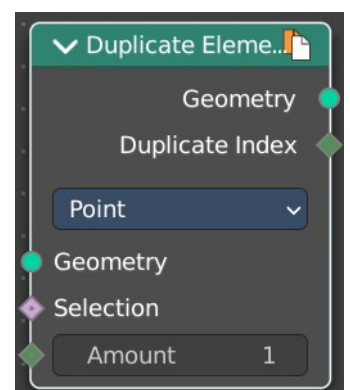 Duplicate Eleme...
Geometry
Duplicate Index
Point
Geometry
Selection
Amount 1